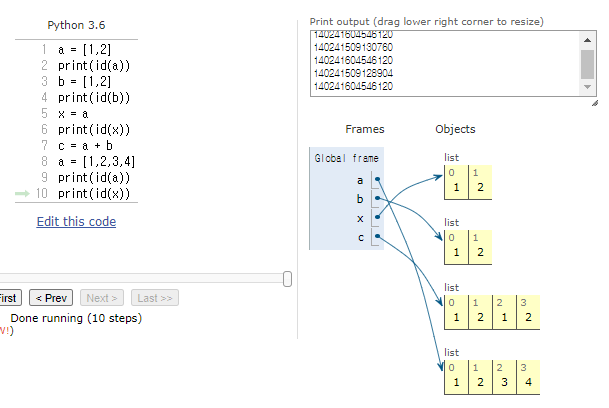 Python 3.6
1 a = [1,2]
2 print(id(a))
3 b = [1,2]
4 print(id(b))
5 x = a
6 print(id(x))
7 c = a + b
8 a = [1,2,3,4]
9 print(id(a))
10 print(id(x))
Edit this code
First
< Prev
Next >
Last >>
Done running (10 steps)
W!)
Print output (drag lower right corner to resize)
140241604546120
140241509130760
140241604546120
140241509128904
140241604546120
Frames
Objects
Global frame
a
b
x
c
list
0 1
1 2
list
0 1
1 2
list
0 1 2 3
1 2 1 2
list
0 1 2 3
1 2 3 4